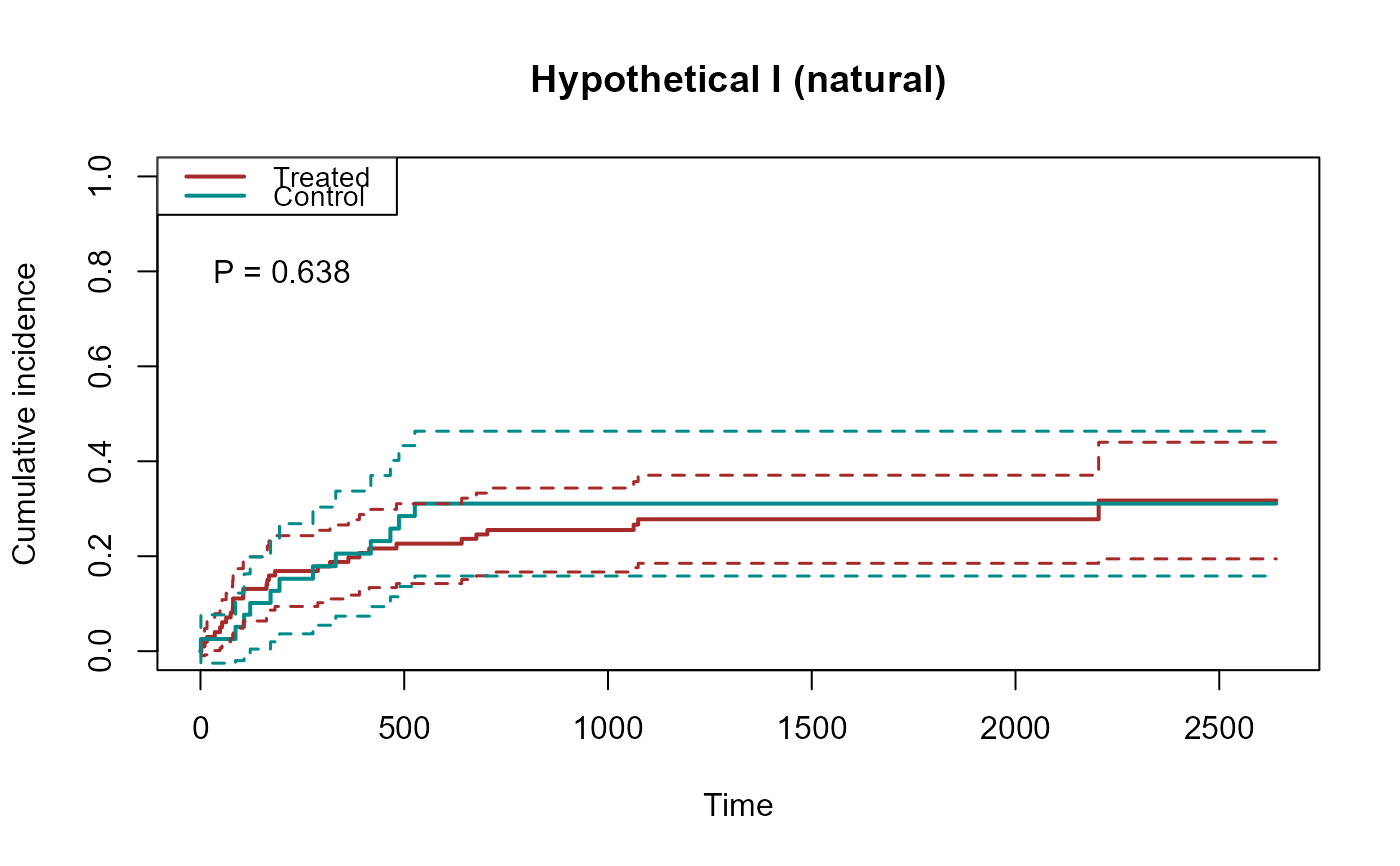 Hypothetical I (natural)
Treated
Control
P = 0.638
Cumulative incidence
1.0
0.8
0.6
0.4
0.2
0.0
0 500 1000 1500 2000 2500
Time